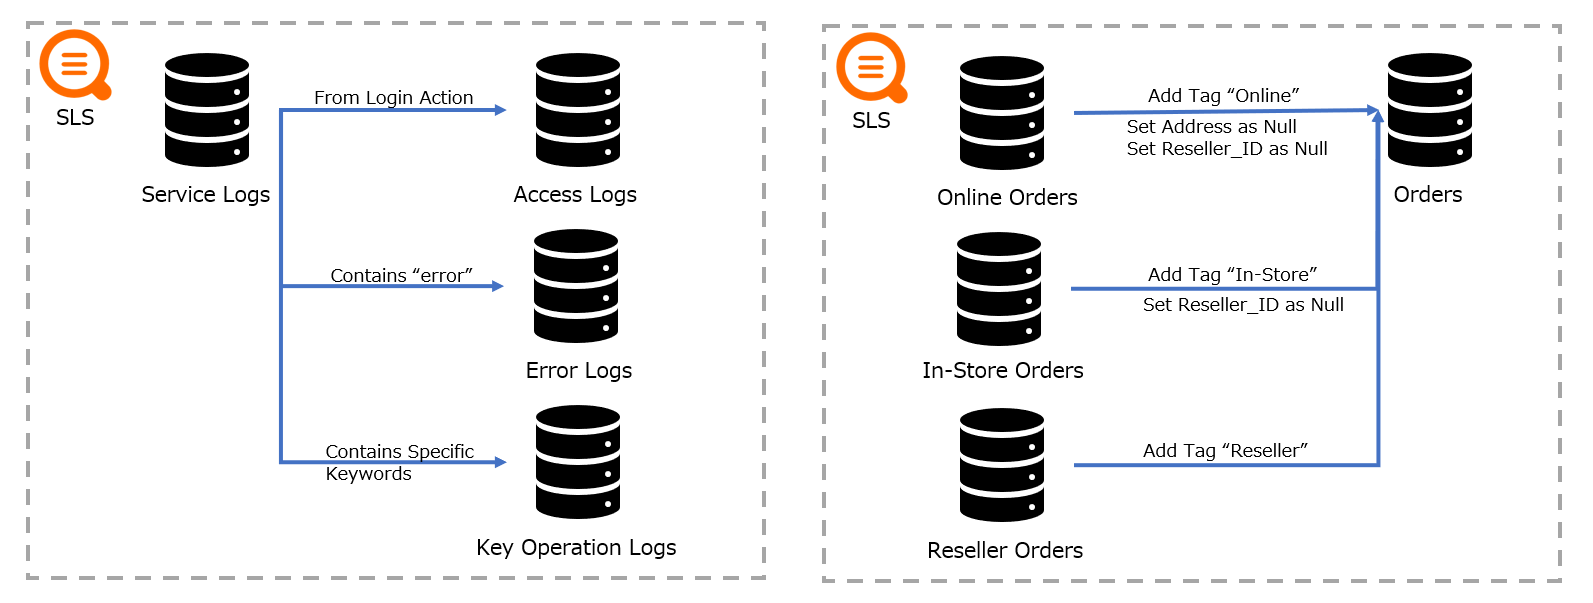 SLS
From Login Action
Service Logs
Access Logs
Contains “error”
Error Logs
Contains Specific
Keywords
Key Operation Logs
SLS
Add Tag “Online”
Set Address as Null
Set Reseller_ID as Null
Online Orders
Orders
Add Tag “In-Store”
Set Reseller_ID as Null
In-Store Orders
Add Tag “Reseller”
Reseller Orders